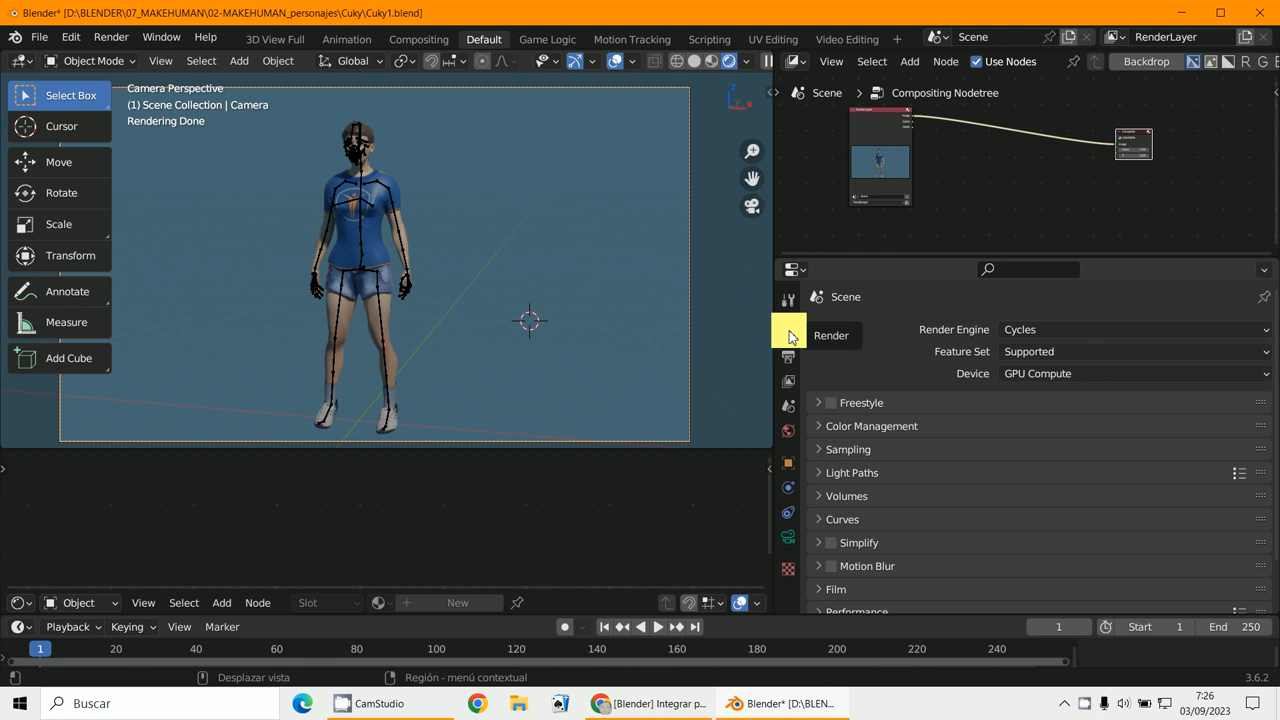 Blender* [D:\BLENDER\07_MAKEHUMAN\02-MAKEHUMAN_personajes\Cuky\Cuky1.blend]
File Edit Render Window Help
3D View Full Animation Compositing Default Game Logic Motion Tracking Scripting UV Editing Video Editing +
Scene
RenderLayer
Object Mode View Select Add Object Global
View Select Add Node Use Nodes Backdrop R G
Select Box
Cursor
Move
Rotate
Scale
Transform
Annotate
Measure
Add Cube
Camera Perspective
(1) Scene Collection | Camera
Rendering Done
Z
Scene Compositing Nodetree
Scene
Render
Render Engine Cycles
Feature Set Supported
Device GPU Compute
Freestyle
Color Management
Sampling
Light Paths
Volumes
Curves
Simplify
Motion Blur
Film
Performance
Object View Select Add Node Slot New
Playback Keying View Marker
1 Start 1 End 250
1 20 40 60 80 100 120 140 160 180 200 220 240
Desplazar vista Región - menú contextual 3.6.2
Buscar
CamStudio
[Blender] Integrar p...
Blender* [D:\BLEN...
7:26
03/09/2023